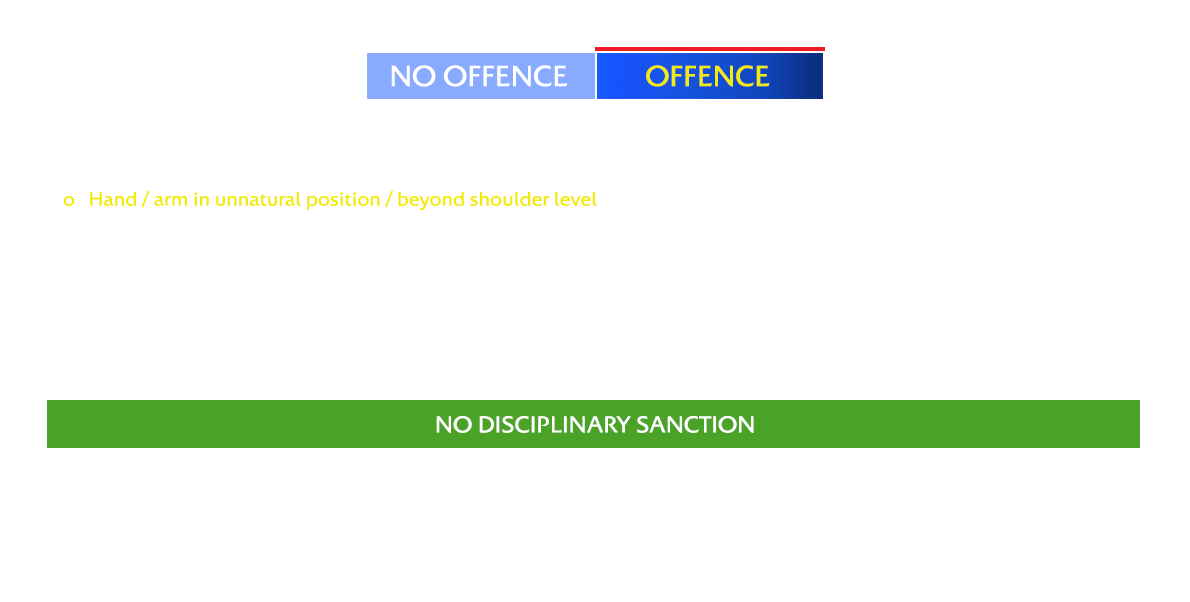 NO OFFENCE OFFENCE
o Hand / arm in unnatural position / beyond shoulder level
NO DISCIPLINARY SANCTION